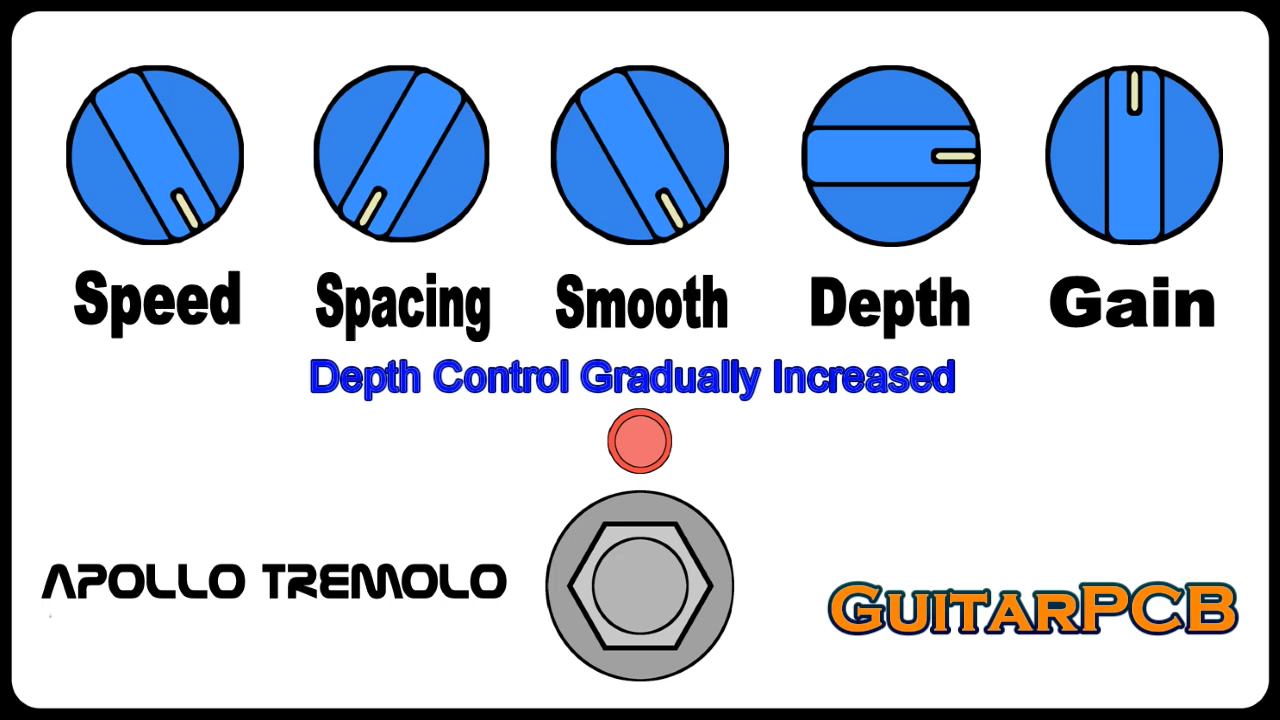 Speed Spacing Smooth Depth Gain
Depth Control Gradually Increased
APOLLO TREMOLO
GUITARPCB